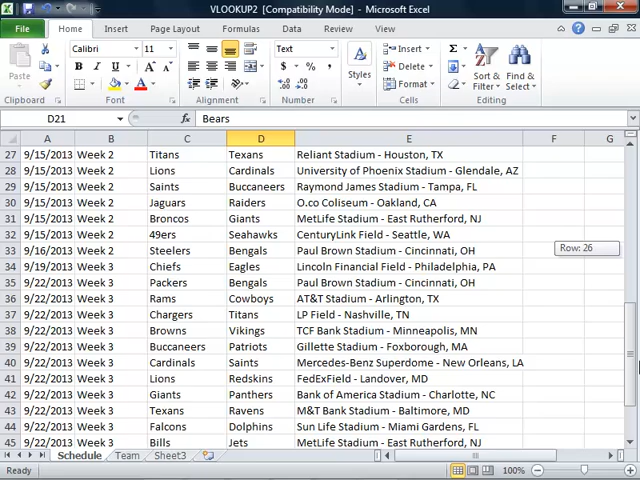 VLOOKUP2 [Compatibility Mode] - Microsoft Excel
File Home Insert Page Layout Formulas Data Review View
Paste Calibri 11 Text Styles Insert Delete Format Sort & Filter Find & Select
Clipboard Font Alignment Number Cells Editing
D21 fx Bears
A B C D E F G
27 9/15/2013 Week 2 Titans Texans Reliant Stadium - Houston, TX
28 9/15/2013 Week 2 Lions Cardinals University of Phoenix Stadium - Glendale, AZ
29 9/15/2013 Week 2 Saints Buccaneers Raymond James Stadium - Tampa, FL
30 9/15/2013 Week 2 Jaguars Raiders O.co Coliseum - Oakland, CA
31 9/15/2013 Week 2 Broncos Giants MetLife Stadium - East Rutherford, NJ
32 9/15/2013 Week 2 49ers Seahawks CenturyLink Field - Seattle, WA
33 9/16/2013 Week 2 Steelers Bengals Paul Brown Stadium - Cincinnati, OH
Row: 26
34 9/19/2013 Week 3 Chiefs Eagles Lincoln Financial Field - Philadelphia, PA
35 9/22/2013 Week 3 Packers Bengals Paul Brown Stadium - Cincinnati, OH
36 9/22/2013 Week 3 Rams Cowboys AT&T Stadium - Arlington, TX
37 9/22/2013 Week 3 Chargers Titans LP Field - Nashville, TN
38 9/22/2013 Week 3 Browns Vikings TCF Bank Stadium - Minneapolis, MN
39 9/22/2013 Week 3 Buccaneers Patriots Gillette Stadium - Foxborough, MA
40 9/22/2013 Week 3 Cardinals Saints Mercedes-Benz Superdome - New Orleans, LA
41 9/22/2013 Week 3 Lions Redskins FedExField - Landover, MD
42 9/22/2013 Week 3 Giants Panthers Bank of America Stadium - Charlotte, NC
43 9/22/2013 Week 3 Texans Ravens M&T Bank Stadium - Baltimore, MD
44 9/22/2013 Week 3 Falcons Dolphins Sun Life Stadium - Miami Gardens, FL
45 9/22/2013 Week 3 Bills Jets MetLife Stadium - East Rutherford, NJ
Schedule Team Sheet3
Ready 100%